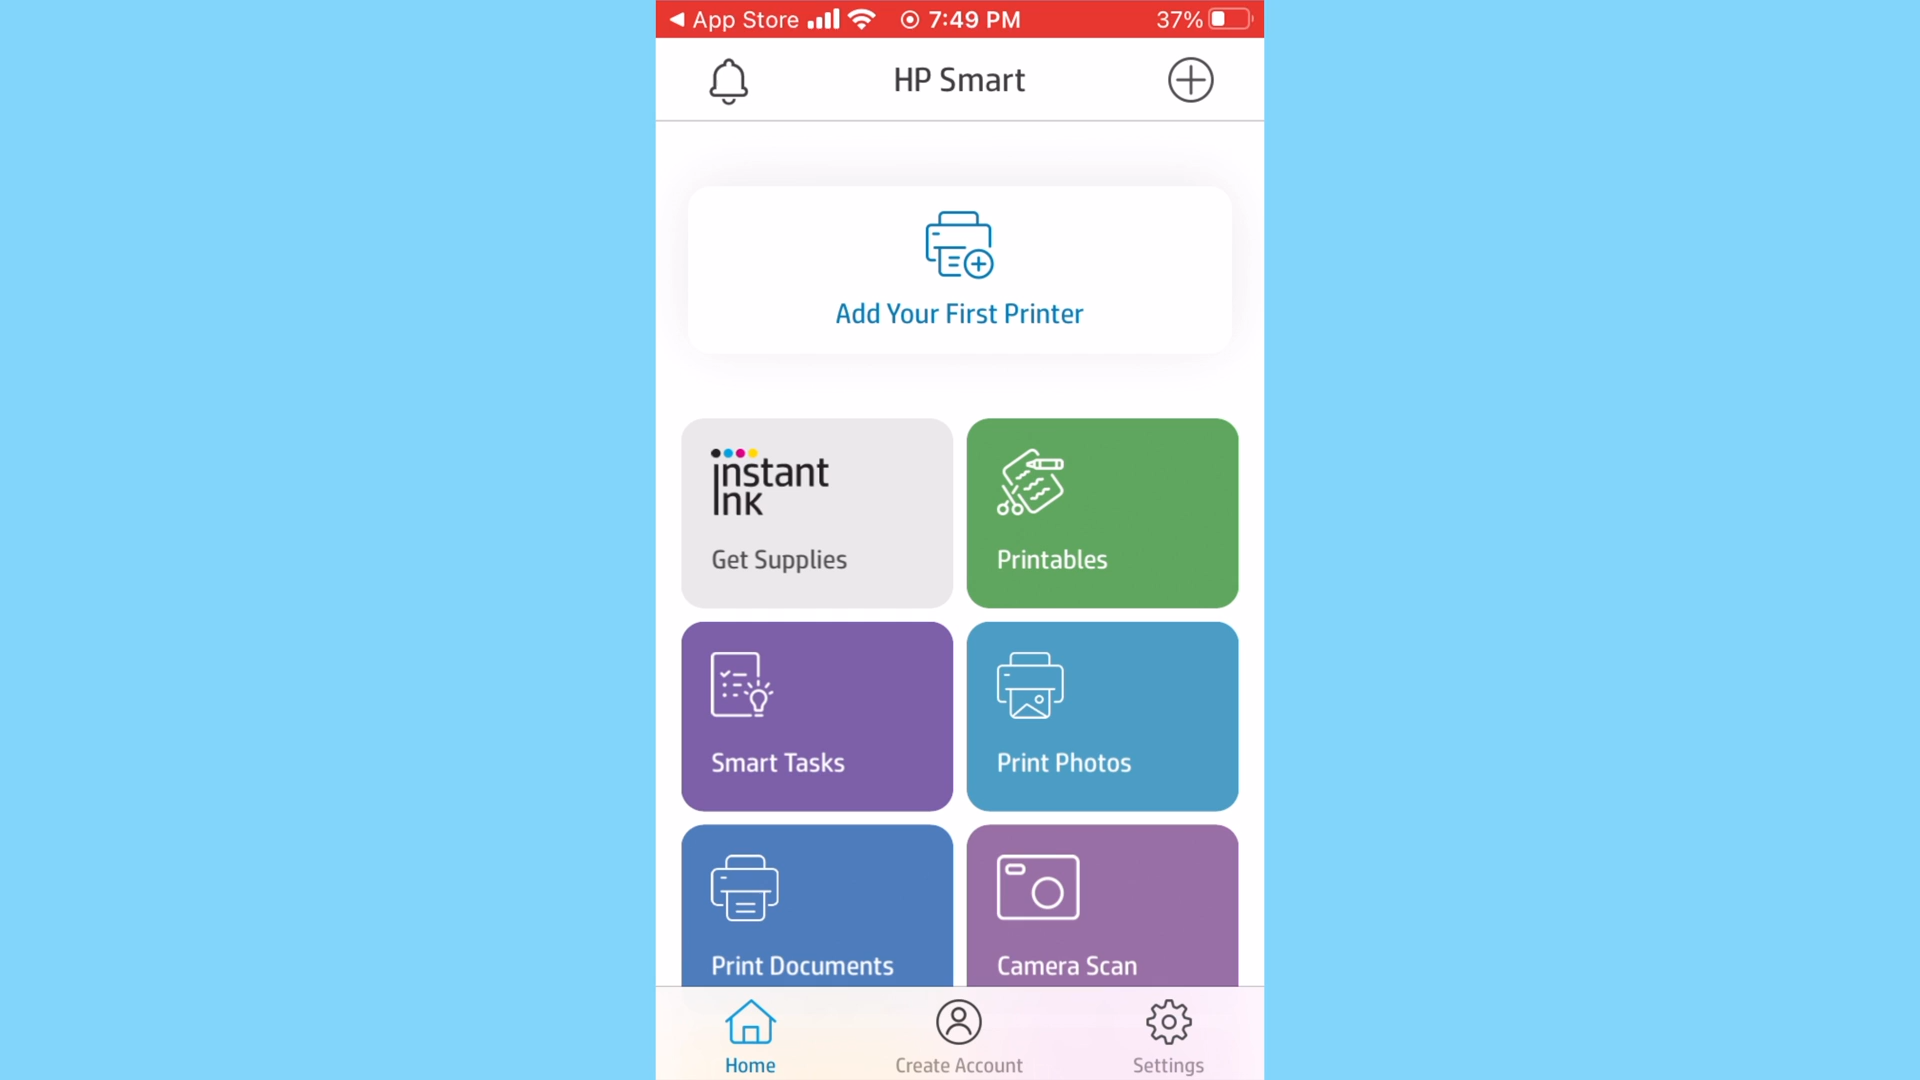 App Store 7:49 PM 37%
HP Smart
Add Your First Printer
instant
ink
Get Supplies
Printables
Smart Tasks
Print Photos
Print Documents
Camera Scan
Home
Create Account
Settings